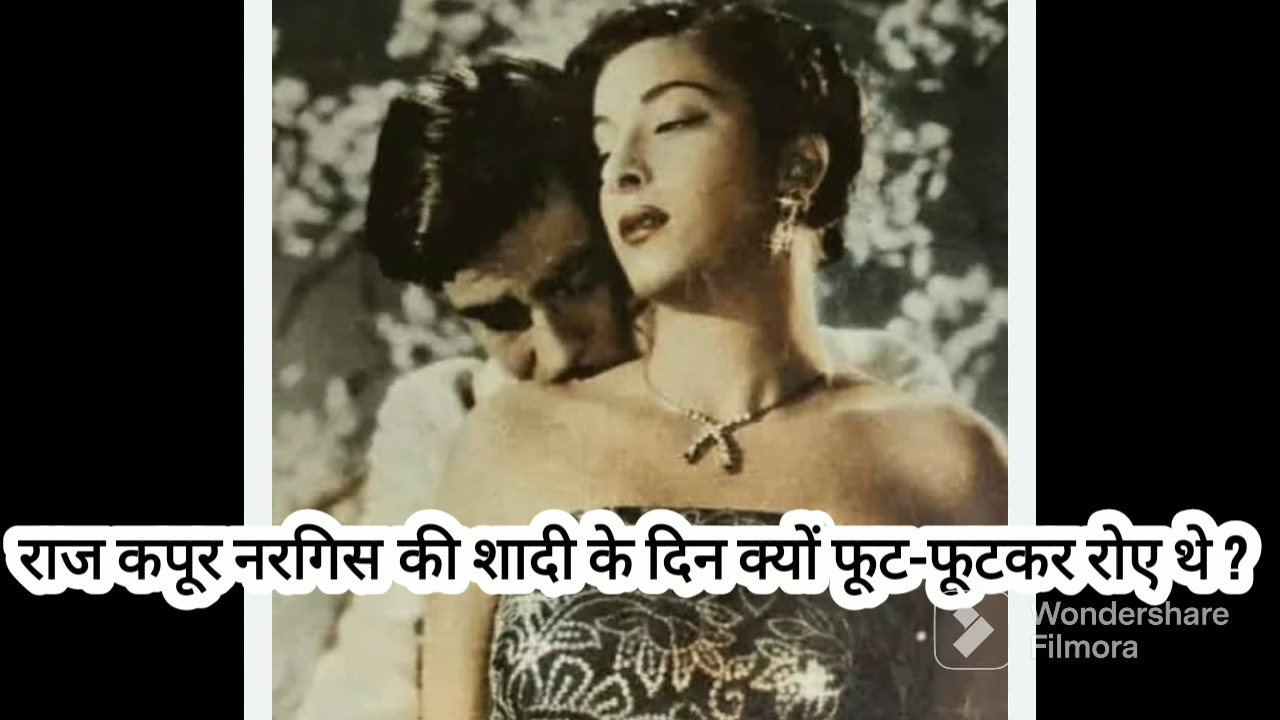 राज कपूर नरगिस की शादी के दिन क्यों फूट-फूटकर रोए थे ?
Wondershare
Filmora